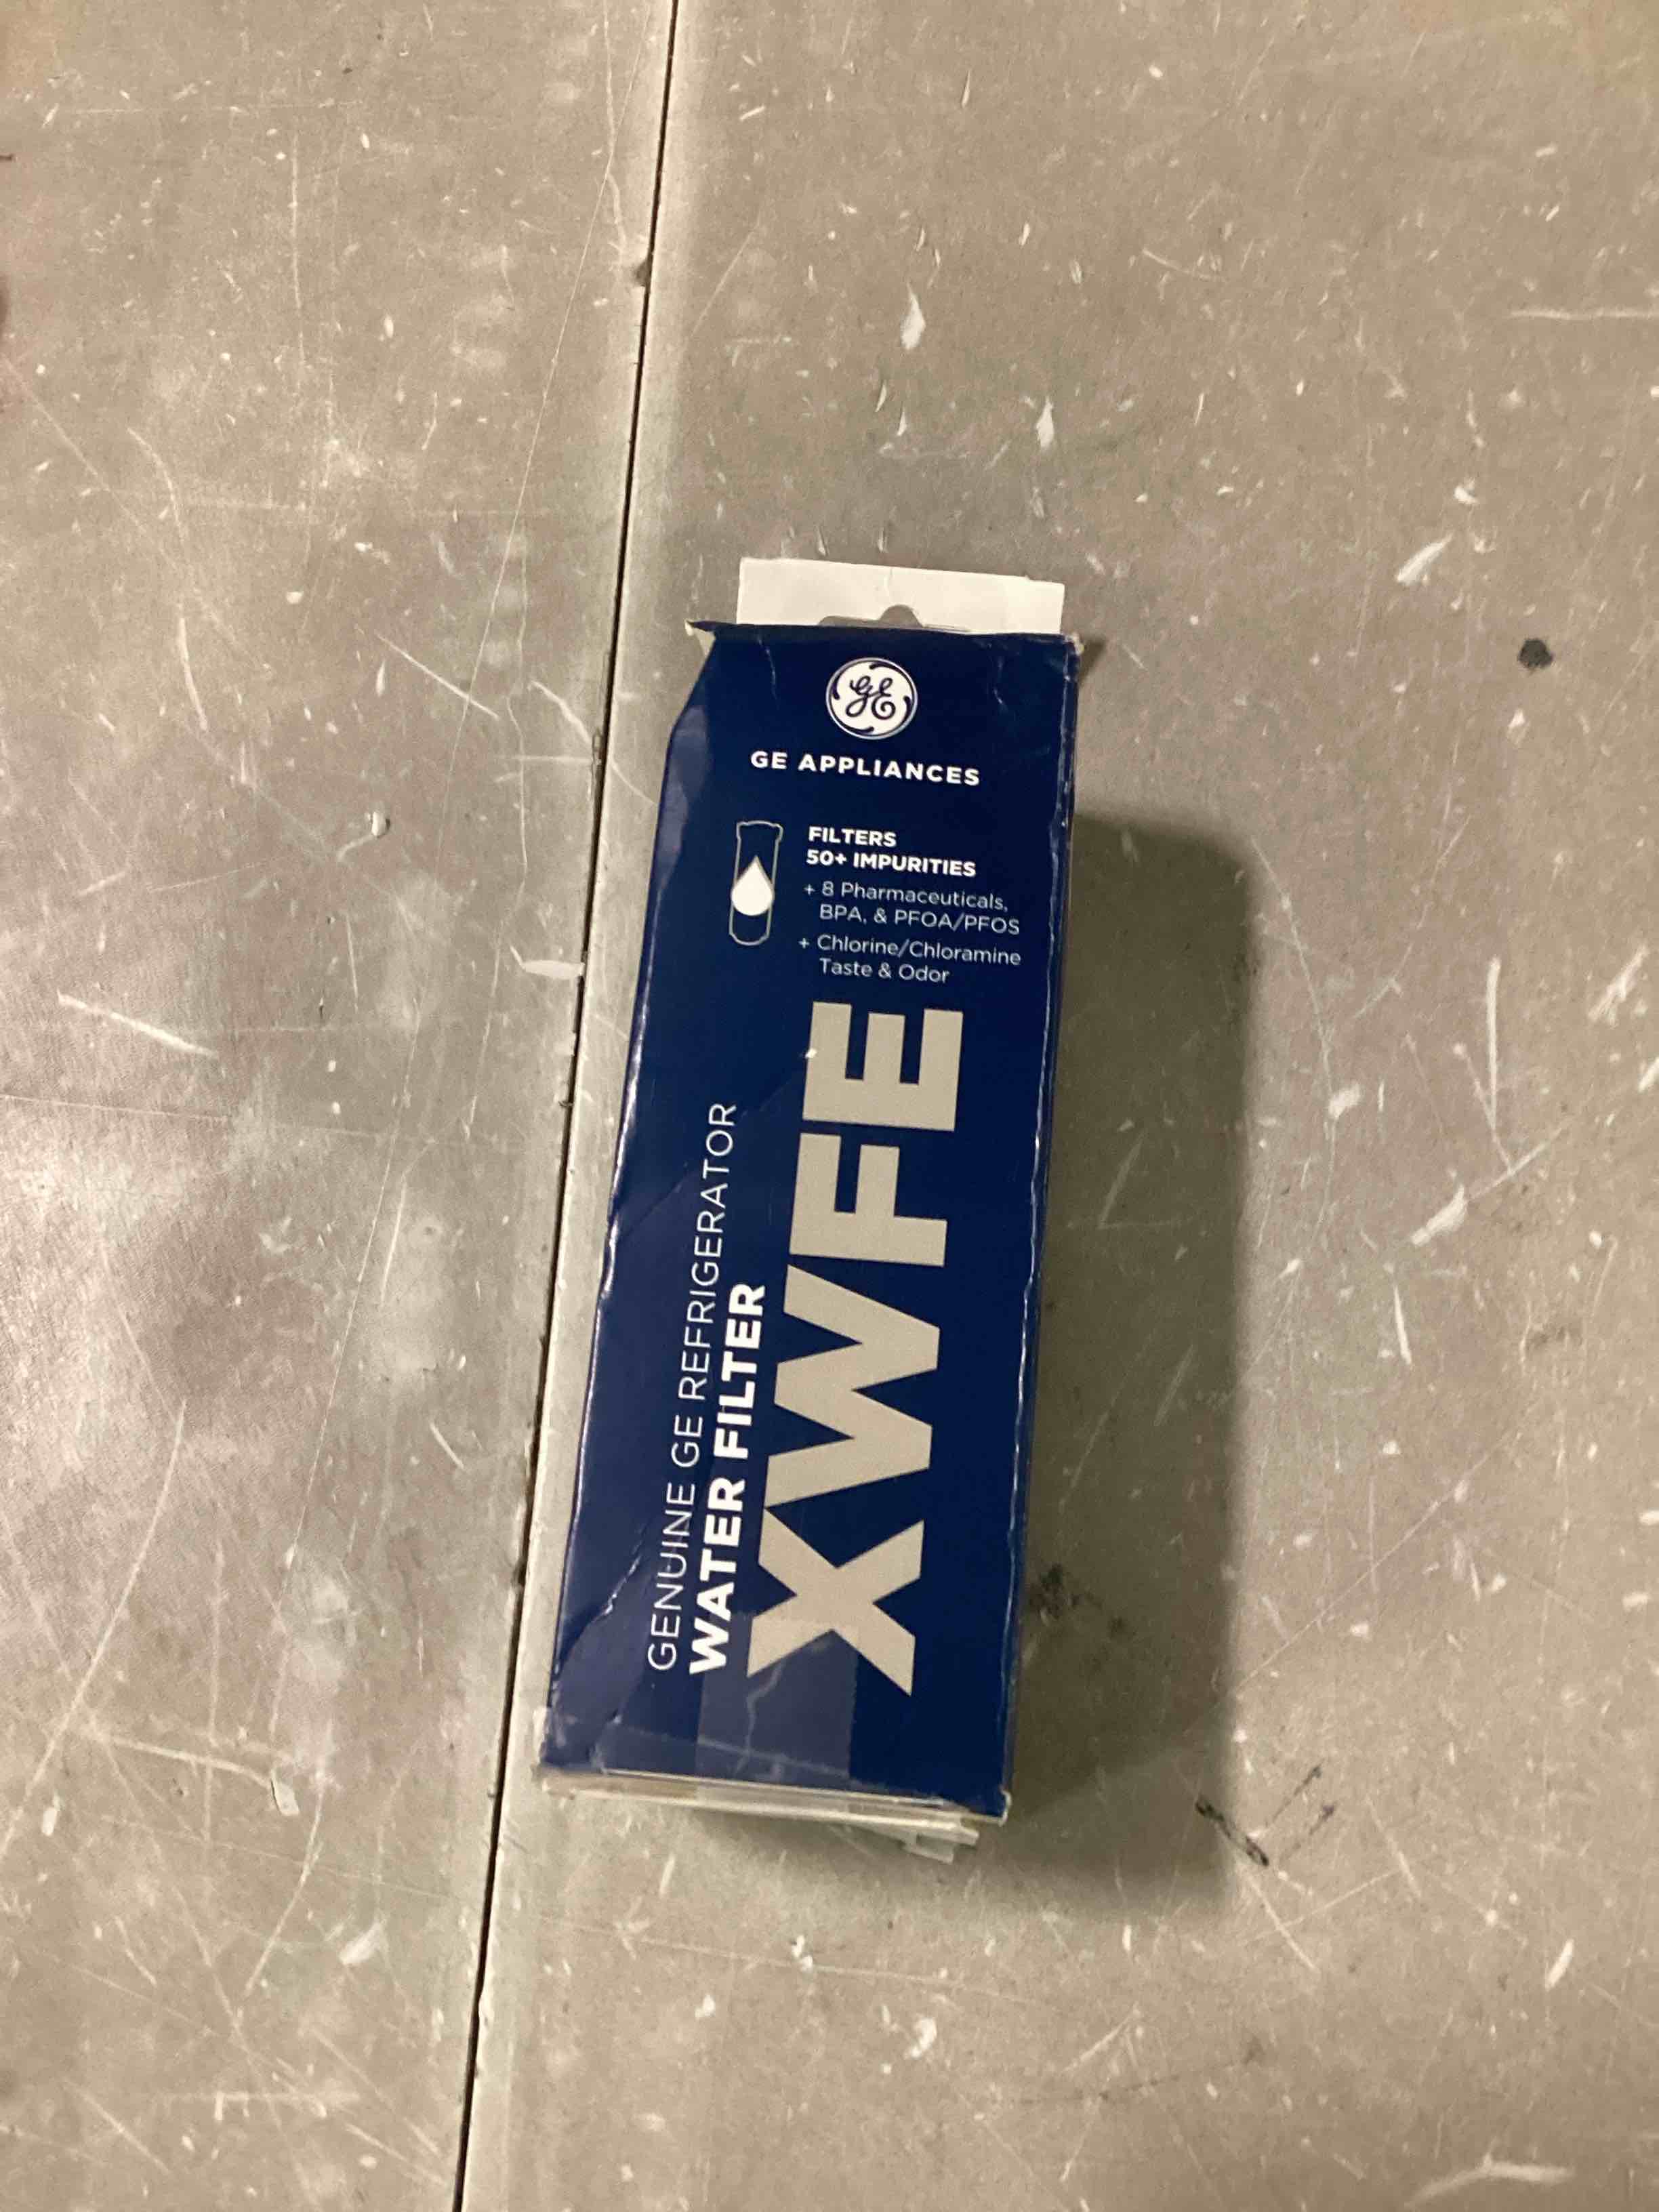 GE
GE APPLIANCES
FILTERS
50+ IMPURITIES
+ 8 Pharmaceuticals,
BPA, & PFOA/PFOS
+ Chlorine/Chloramine
Taste & Odor
GENUINE GE REFRIGERATOR
WATER FILTER
XWFE